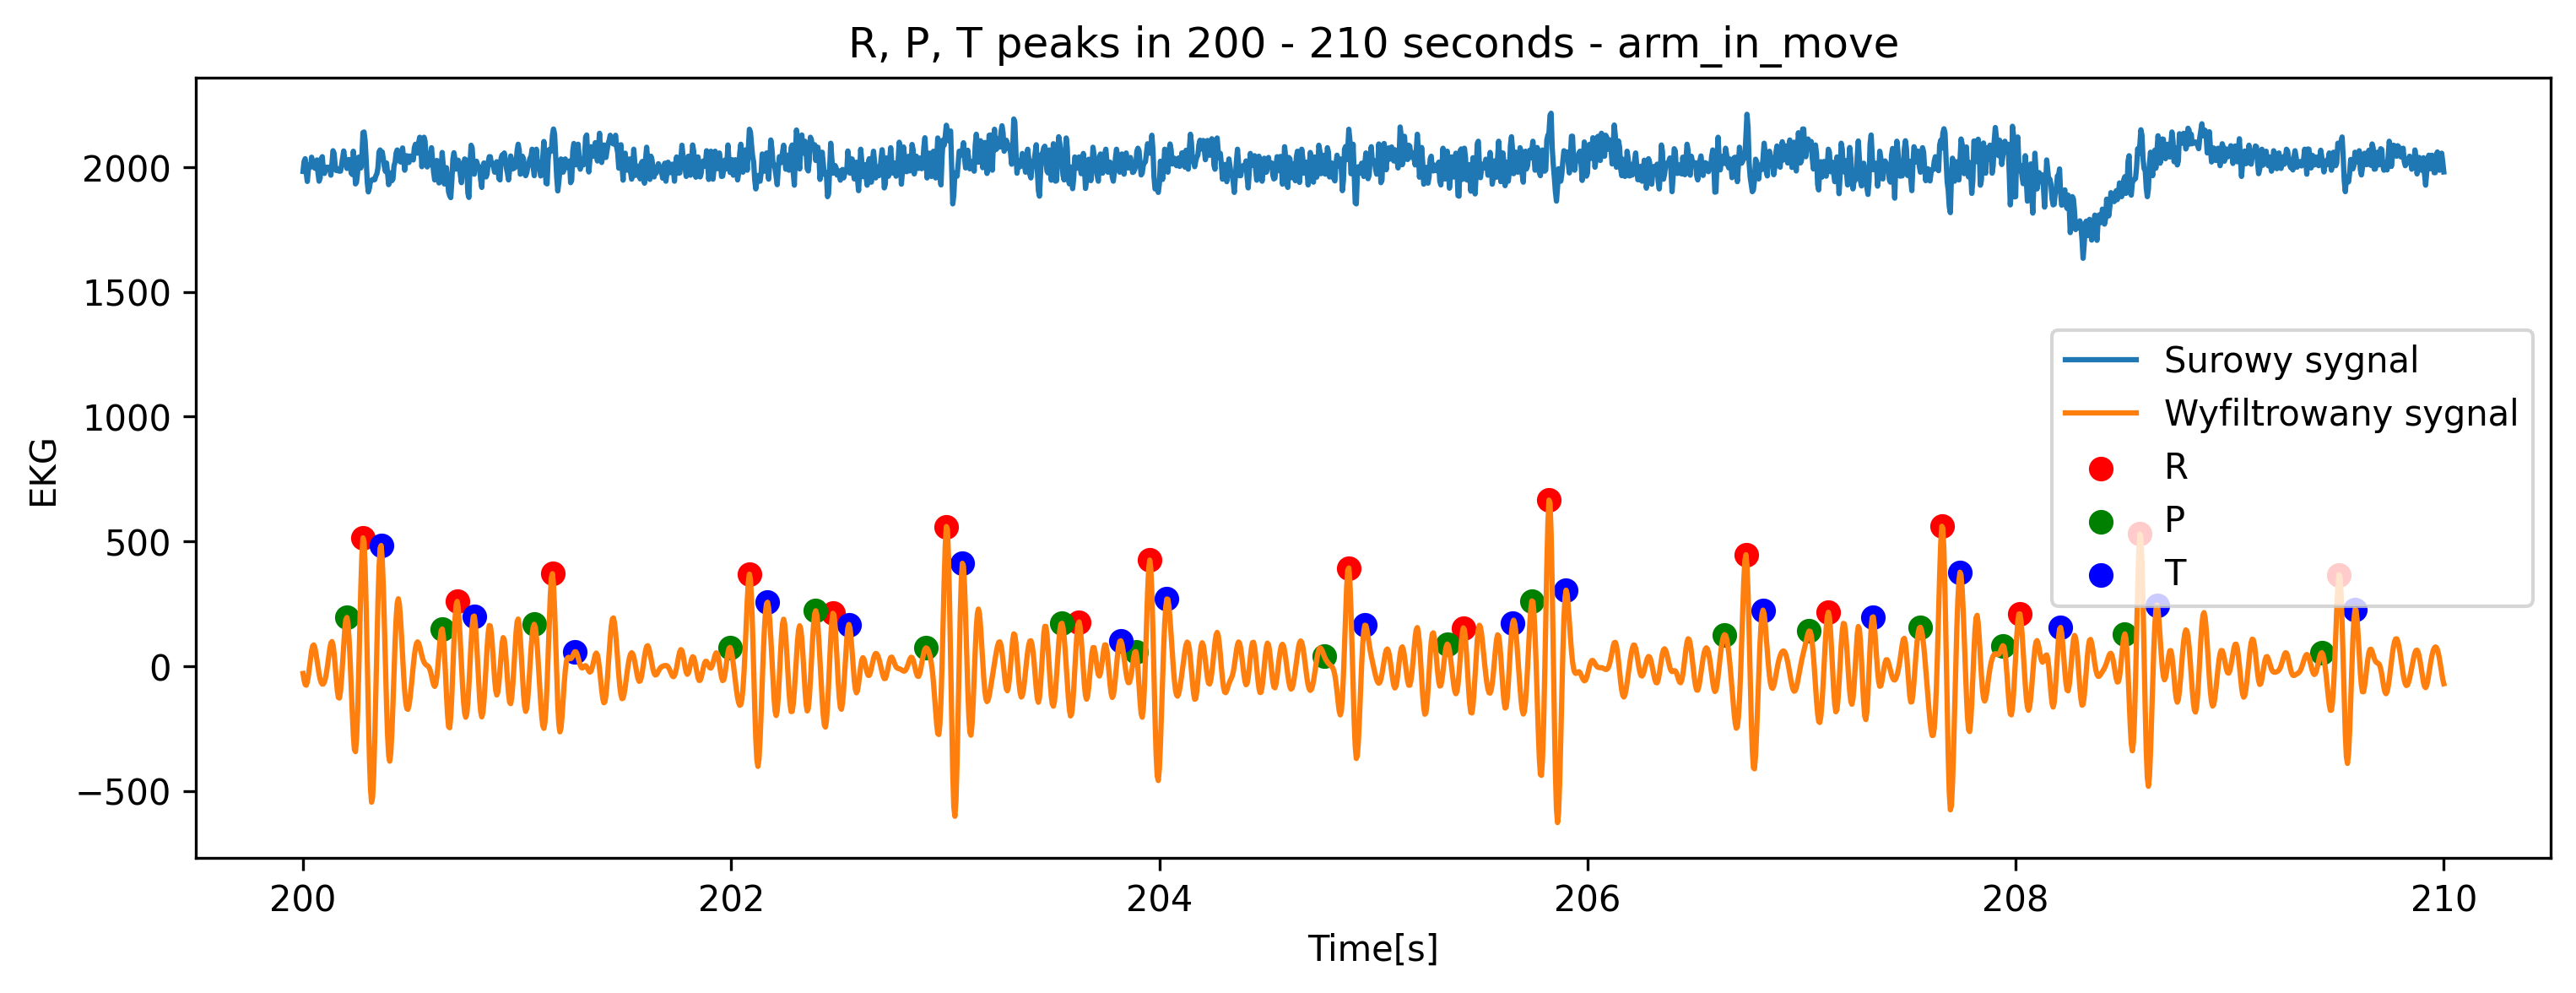 R, P, T peaks in 200 - 210 seconds - arm_in_move
EKG
2000
1500
1000
500
0
−500
Surowy sygnal
Wyfiltrowany sygnal
R
P
T
200
202
204
206
208
210
Time[s]